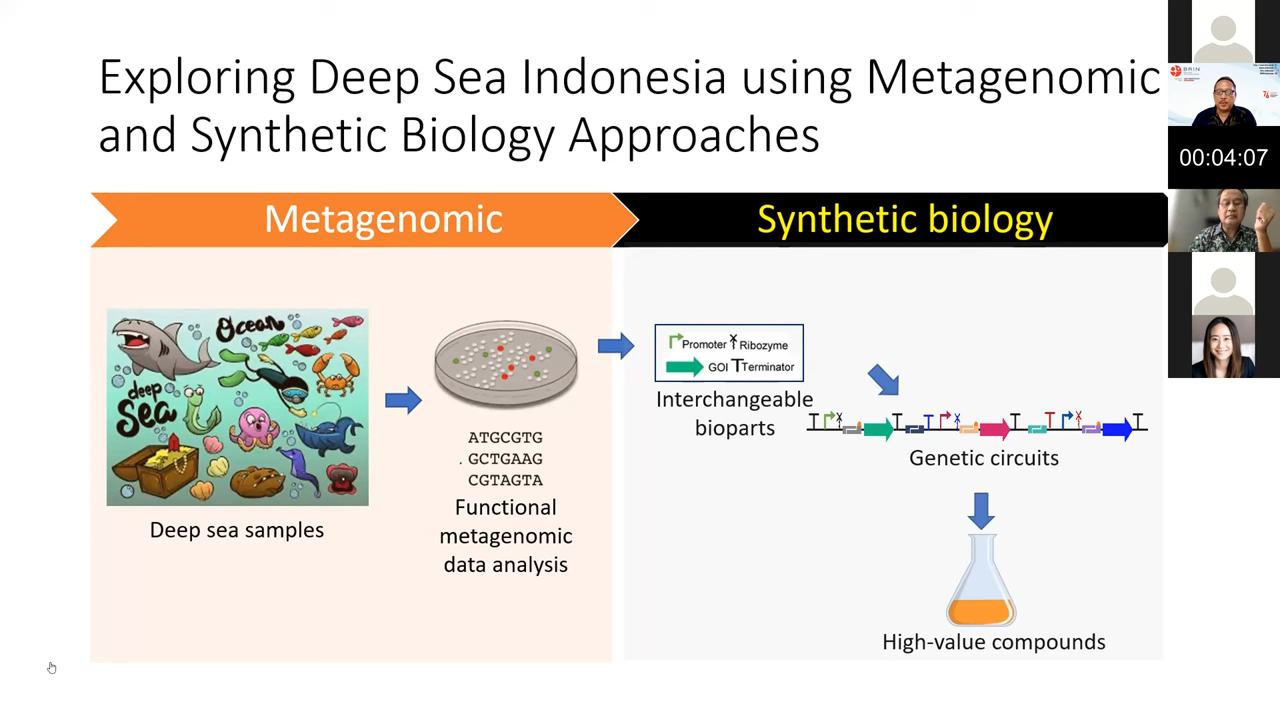 Exploring Deep Sea Indonesia using Metagenomic
and Synthetic Biology Approaches
Metagenomic
Synthetic biology
Ocean
deep
Sea
Deep sea samples
ATGCGTG
. GCTGAAG
CGTAGTA
Functional
metagenomic
data analysis
Promoter Ribozyme
GOI Terminator
Interchangeable
bioparts
Genetic circuits
High-value compounds
BRIN
00:04:07